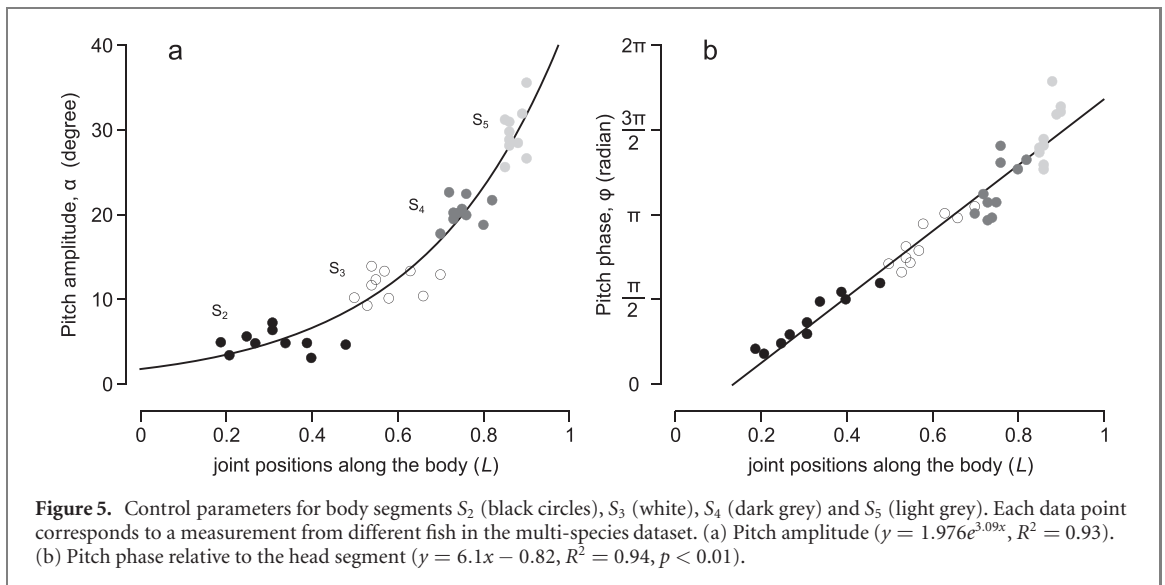 a
40
30
20
10
0
Pitch amplitude, α (degree)
S2
S3
S4
S5
0 0.2 0.4 0.6 0.8 1
joint positions along the body (L)
b
2π
3π
2
π
π
2
0
Pitch phase, φ (radian)
0 0.2 0.4 0.6 0.8 1
joint positions along the body (L)
Figure 5. Control parameters for body segments S2 (black circles), S3 (white), S4 (dark grey) and S5 (light grey). Each data point
corresponds to a measurement from different fish in the multi-species dataset. (a) Pitch amplitude (y = 1.976e^3.09x, R² = 0.93).
(b) Pitch phase relative to the head segment (y = 6.1x − 0.82, R² = 0.94, p < 0.01).